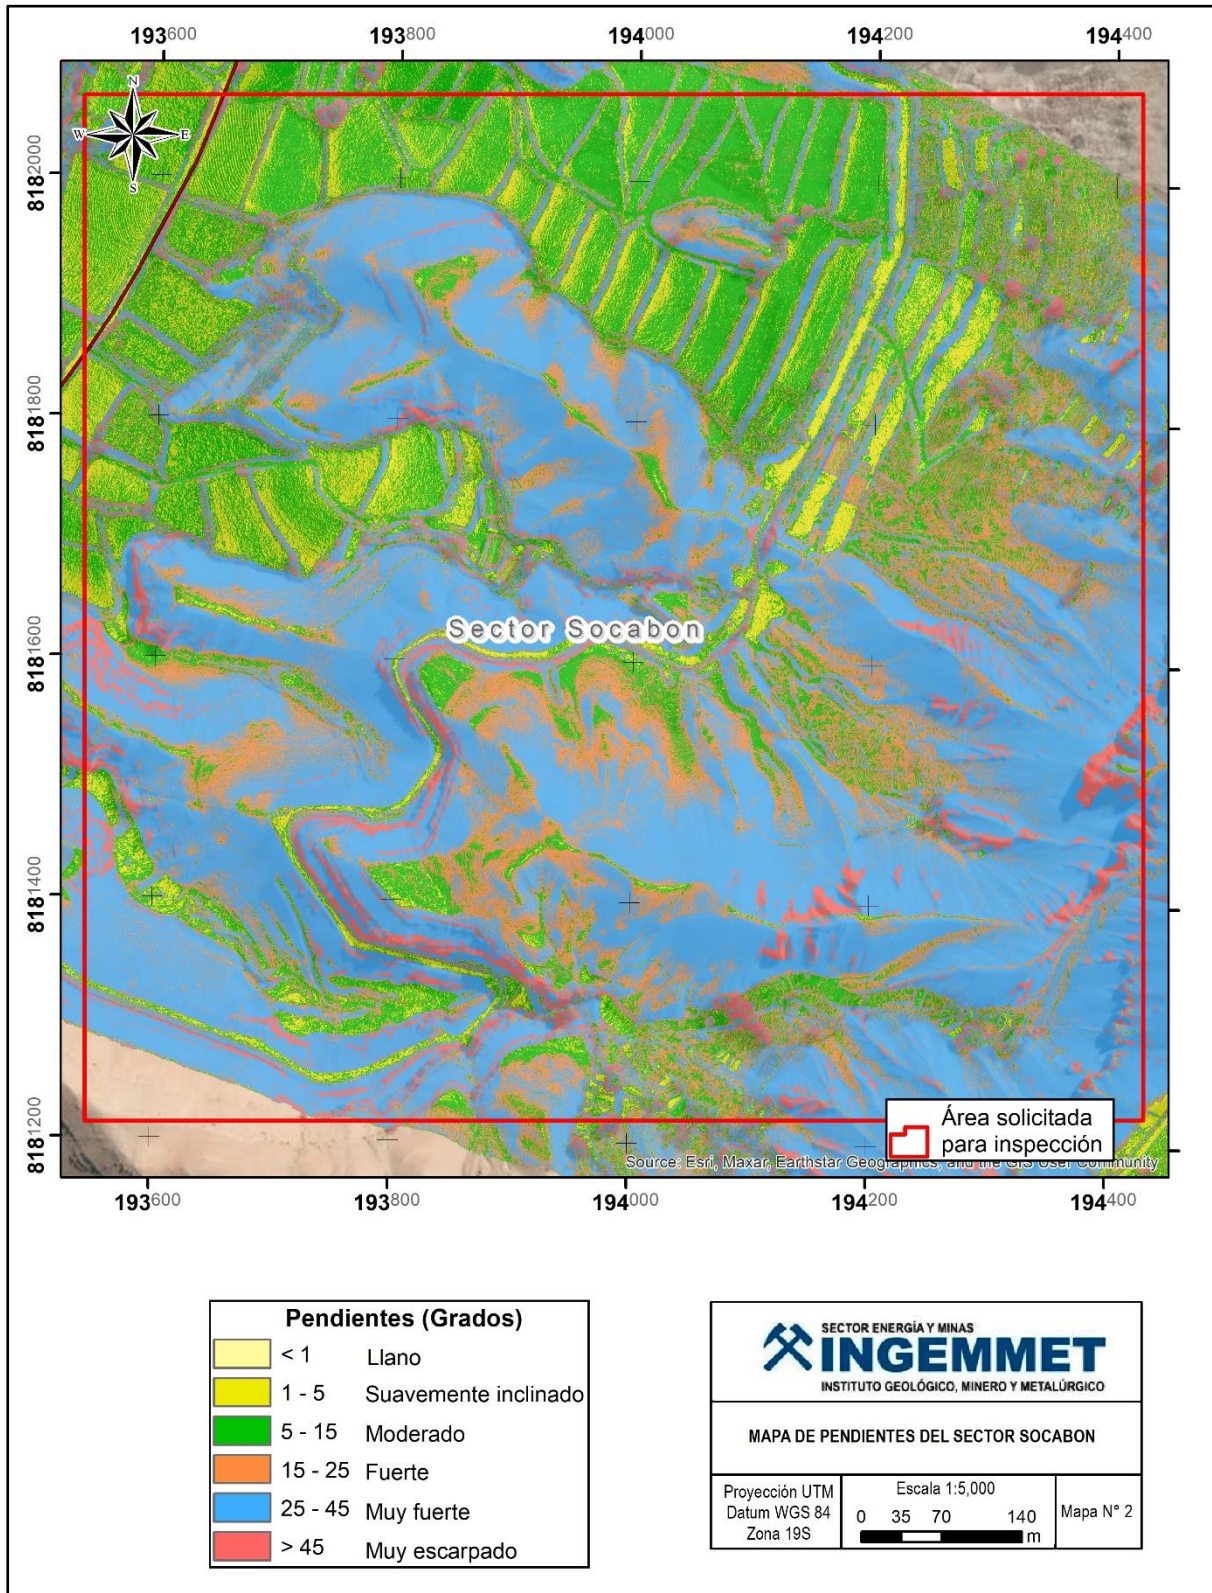 193600 193800 194000 194200 194400
N
W E
S
8182000
8181800
8181600
8181400
8181200
Sector Socabon
Área solicitada
para inspección
Source: Esri, Maxar, Earthstar Geographics, and the GIS User Community
193600 193800 194000 194200 194400
Pendientes (Grados)
< 1 Llano
1 - 5 Suavemente inclinado
5 - 15 Moderado
15 - 25 Fuerte
25 - 45 Muy fuerte
> 45 Muy escarpado
SECTOR ENERGÍA Y MINAS
INGEMMET
INSTITUTO GEOLÓGICO, MINERO Y METALÚRGICO
MAPA DE PENDIENTES DEL SECTOR SOCABON
Proyección UTM
Datum WGS 84
Zona 19S
Escala 1:5,000
0 35 70 140
m
Mapa N° 2